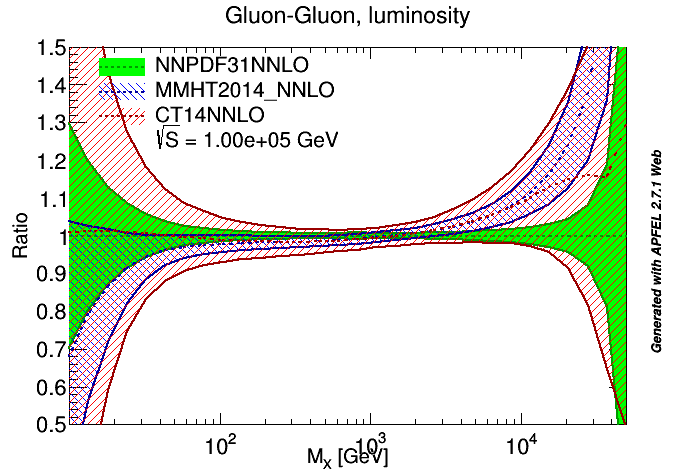 Gluon-Gluon, luminosity
NNPDF31NNLO
MMHT2014_NNLO
CT14NNLO
√S = 1.00e+05 GeV
Ratio
1.5
1.4
1.3
1.2
1.1
1
0.9
0.8
0.7
0.6
0.5
10²
10³
10⁴
M_X [GeV]
Generated with APFEL 2.7.1 Web